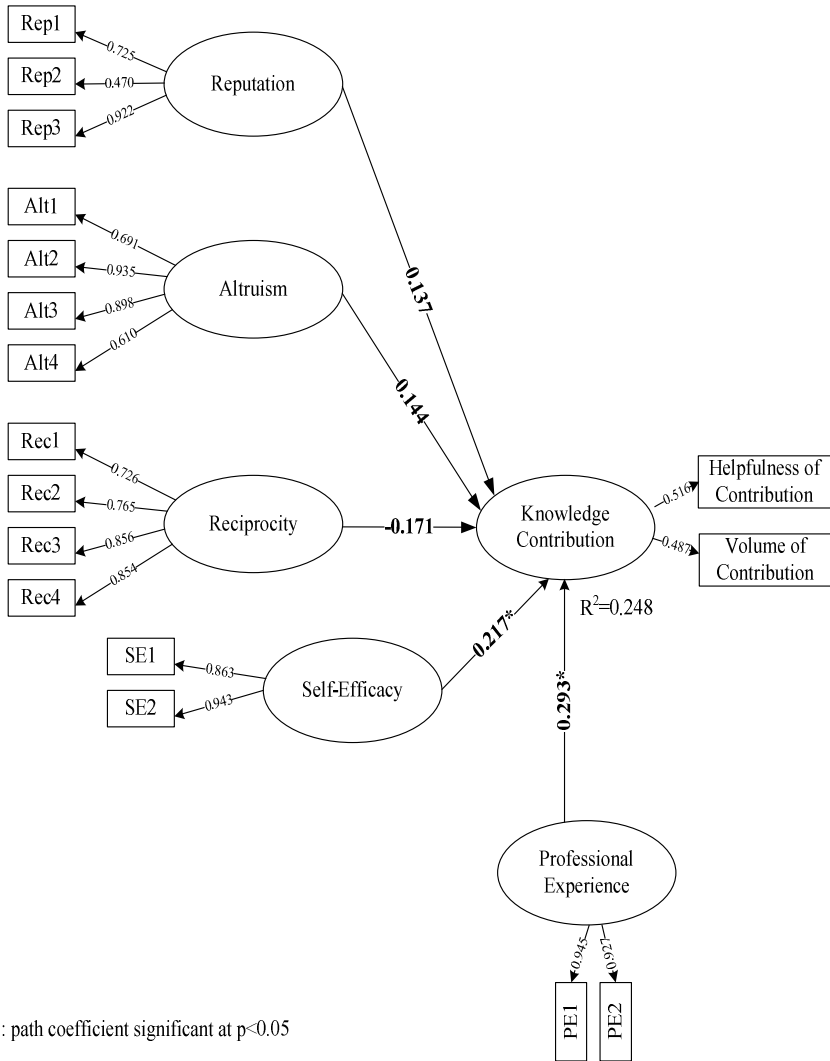 Rep1
Rep2
Rep3
0.725
0.470
0.922
Reputation
Alt1
Alt2
Alt3
Alt4
0.691
0.935
0.898
0.610
Altruism
0.137
0.144
Rec1
Rec2
Rec3
Rec4
0.726
0.765
0.856
0.854
Reciprocity
-0.171
Knowledge
Contribution
R²=0.248
0.516
0.487
Helpfulness of
Contribution
Volume of
Contribution
SE1
SE2
0.863
0.943
Self-Efficacy
0.217*
0.293*
Professional
Experience
0.945
0.927
PE1
PE2
: path coefficient significant at p<0.05